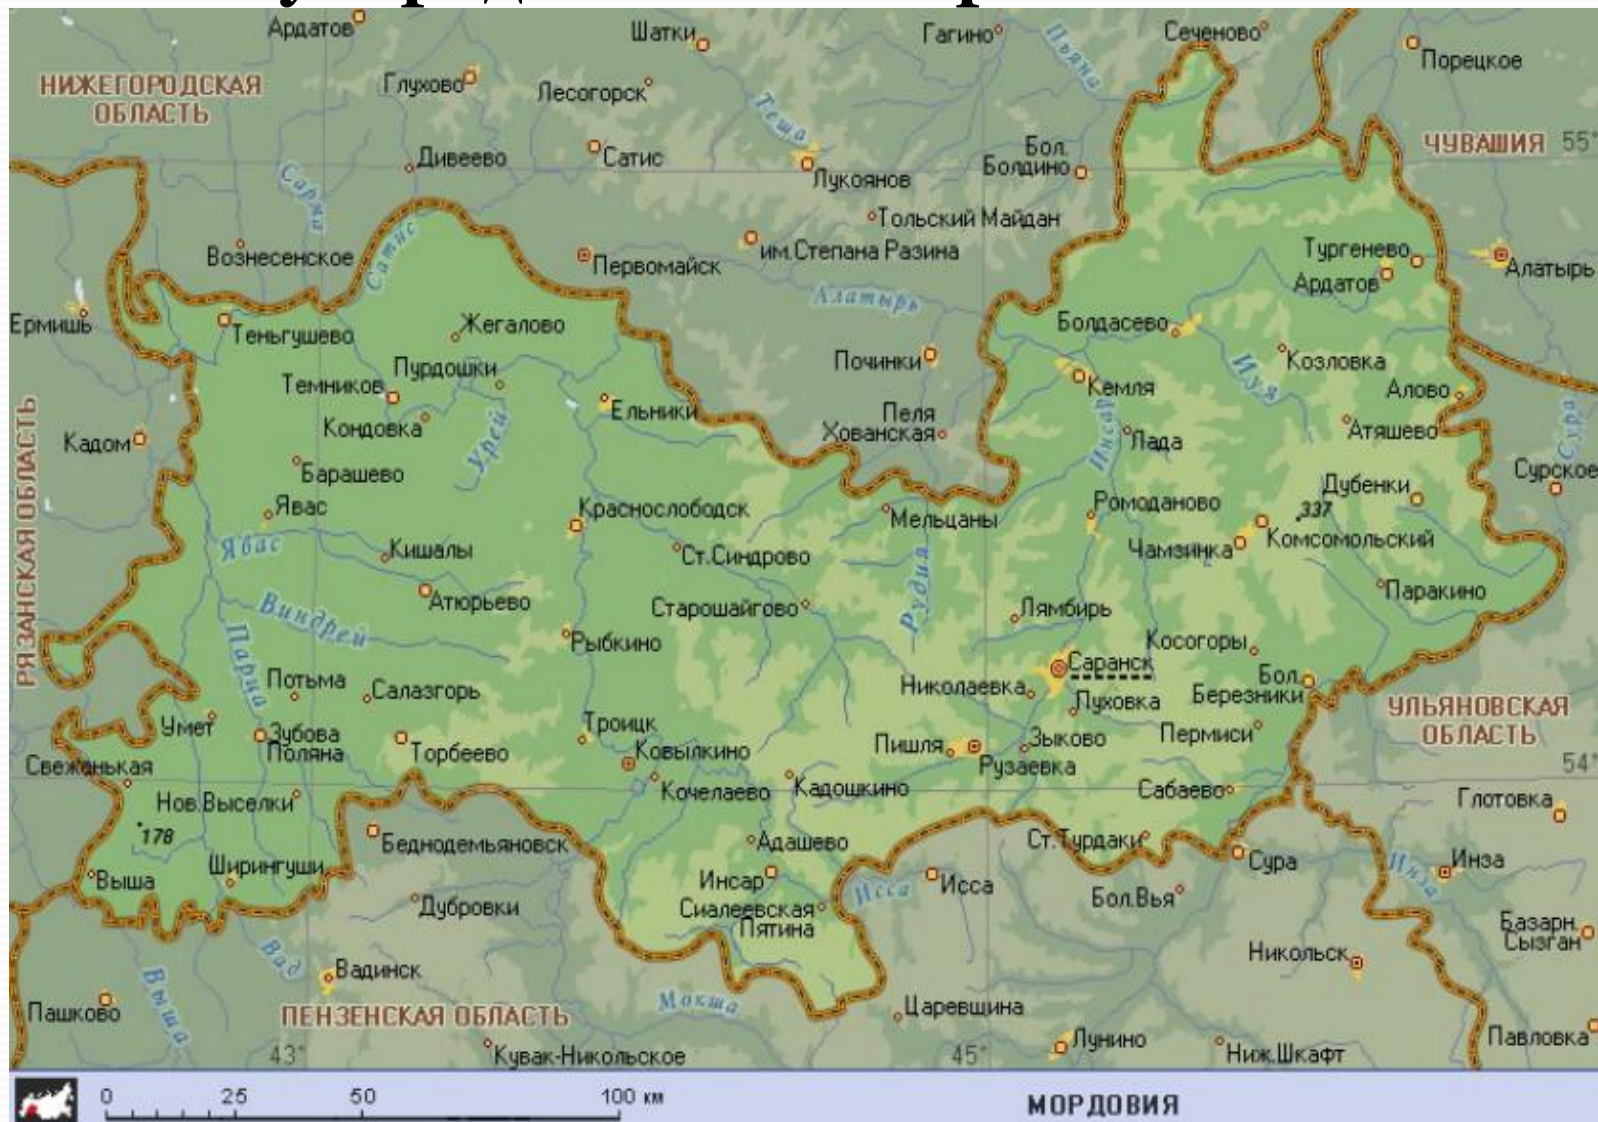 Ардатов
Шатки
Гагино
Сеченово
Порецкое
Пьяна
НИЖЕГОРОДСКАЯ
ОБЛАСТЬ
Глухово
Лесогорск
Теша
Дивеево
Сатис
Лукоянов
Бол.
Болдино
ЧУВАШИЯ
55°
Сарма
Тольский Майдан
Вознесенское
Сатис
Первомайск
им.Степана Разина
Тургенево
Ардатов
Алатырь
Алатырь
Ермишь
Теньгушево
Жегалово
Болдасево
Починки
Козловка
Пурдошки
Темников
Кемля
Нуя
Алово
Кадом
Кондовка
Урей
Ельники
Пеля
Хованская
Инсар
Лада
Атяшево
Сура
РЯЗАНСКАЯ ОБЛАСТЬ
Барашево
Сурское
Дубенки
Явас
Краснослободск
Мельцаны
Ромоданово
337
Явас
Кишалы
Ст.Синдрово
Чамзинка
Комсомольский
Атюрьево
Старошайгово
Рудня
Лямбирь
Паракино
Виндрей
Парца
Рыбкино
Косогоры
Саранск
Потьма
Салазгорь
Николаевка
Луховка
Бол.
Березники
УЛЬЯНОВСКАЯ
ОБЛАСТЬ
Умет
Зубова
Поляна
Торбеево
Троицк
Ковылкино
Пишля
Рузаевка
Зыково
Пермиси
54°
Свеженькая
Нов.Выселки
Кочелаево
Кадошкино
Сабаево
Глотовка
178
Беднодемьяновск
Адашево
Ст.Турдаки
Сура
Инза
Инза
Выша
Ширингуши
Инсар
Исса
Исса
Бол.Вья
Дубровки
Сиалеевская
Пятина
Базарн.
Сызган
Вад
Вадинск
Никольск
Выша
Пашково
ПЕНЗЕНСКАЯ ОБЛАСТЬ
Мокша
Царевшина
Лунино
Павловка
43°
Кувак-Никольское
45°
Ниж.Шкафт
0 25 50 100 км
МОРДОВИЯ